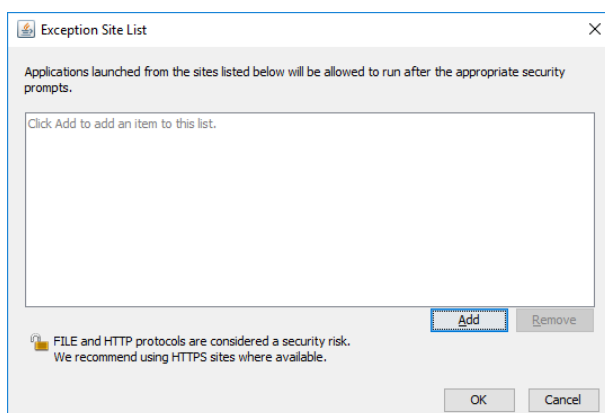 Exception Site List
Applications launched from the sites listed below will be allowed to run after the appropriate security
prompts.
Click Add to add an item to this list.
Add
Remove
FILE and HTTP protocols are considered a security risk.
We recommend using HTTPS sites where available.
OK
Cancel